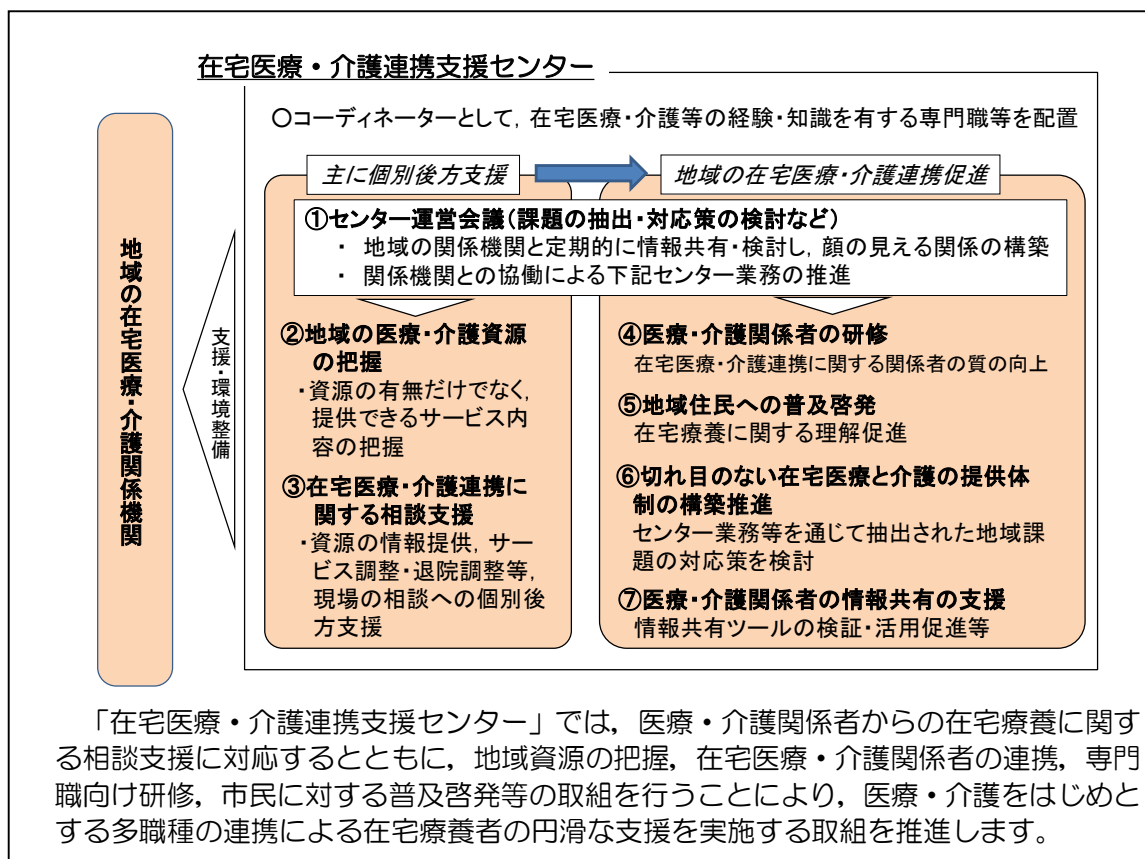 在宅医療・介護連携支援センター
○コーディネーターとして，在宅医療・介護等の経験・知識を有する専門職等を配置
地域の在宅医療・介護関係機関
支援・環境整備
主に個別後方支援
地域の在宅医療・介護連携促進
①センター運営会議（課題の抽出・対応策の検討など）
・ 地域の関係機関と定期的に情報共有・検討し，顔の見える関係の構築
・ 関係機関との協働による下記センター業務の推進
②地域の医療・介護資源
の把握
・資源の有無だけでなく，
提供できるサービス内
容の把握
③在宅医療・介護連携に
関する相談支援
・資源の情報提供，サー
ビス調整・退院調整等，
現場の相談への個別後
方支援
④医療・介護関係者の研修
在宅医療・介護連携に関する関係者の質の向上
⑤地域住民への普及啓発
在宅療養に関する理解促進
⑥切れ目のない在宅医療と介護の提供体
制の構築推進
センター業務等を通じて抽出された地域課
題の対応策を検討
⑦医療・介護関係者の情報共有の支援
情報共有ツールの検証・活用促進等
「在宅医療・介護連携支援センター」では，医療・介護関係者からの在宅療養に関す
る相談支援に対応するとともに，地域資源の把握，在宅医療・介護関係者の連携，専門
職向け研修，市民に対する普及啓発等の取組を行うことにより，医療・介護をはじめと
する多職種の連携による在宅療養者の円滑な支援を実施する取組を推進します。